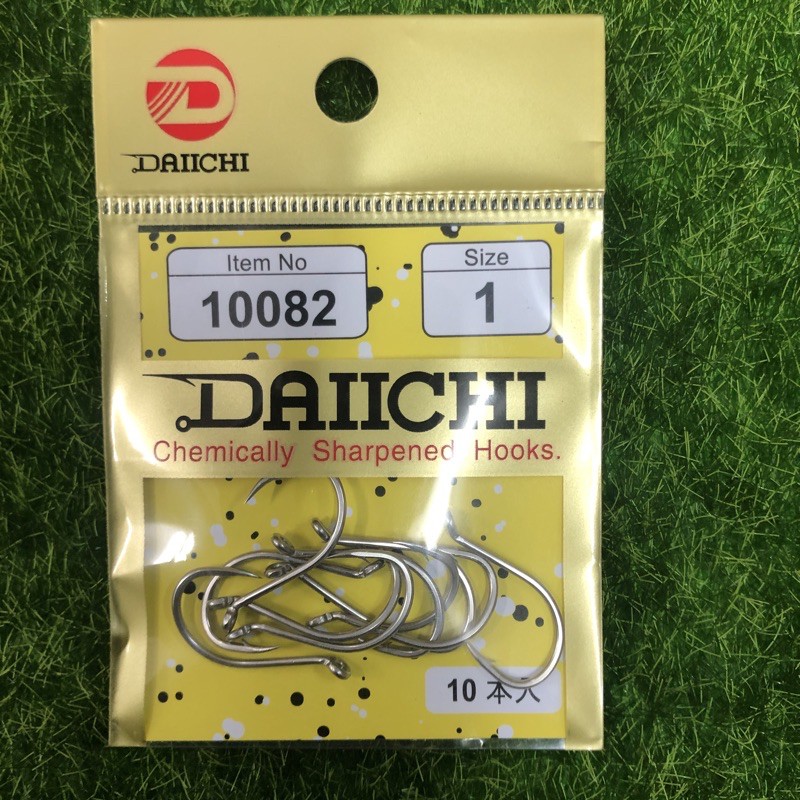 DAIICHI
Item No
10082
Size
1
DAIICHI
Chemically Sharpened Hooks.
10 本入